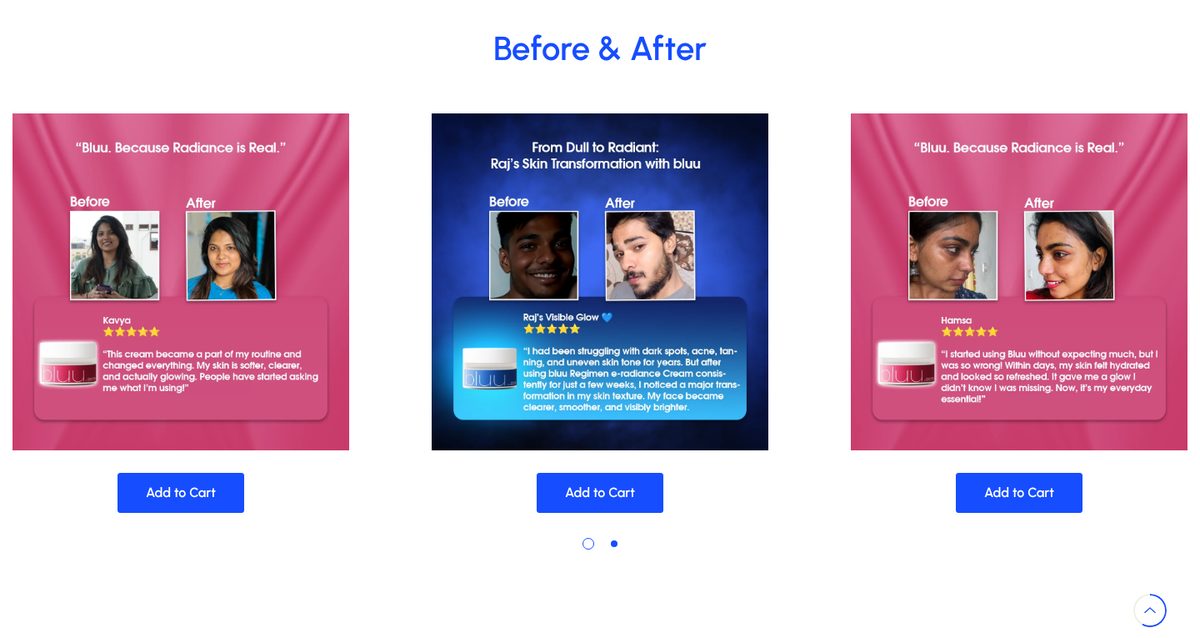 Before & After
“Bluu. Because Radiance is Real.”
Before
After
Kavya
“This cream became a part of my routine and
changed everything. My skin is softer, clearer,
and actually glowing. People have started asking
me what I’m using!”
bluu
Add to Cart
From Dull to Radiant:
Raj’s Skin Transformation with bluu
Before
After
Raj’s Visible Glow 💙
“I had been struggling with dark spots, acne, tan-
ning, and uneven skin tone for years. But after
using bluu Regimen e-radiance Cream consis-
tently for just a few weeks, I noticed a major trans-
formation in my skin texture. My face became
clearer, smoother, and visibly brighter.
bluu
Add to Cart
“Bluu. Because Radiance is Real.”
Before
After
Hamsa
“I started using Bluu without expecting much, but I
was so wrong! Within days, my skin felt hydrated
and looked so refreshed. It gave me a glow I
didn’t know I was missing. Now, it’s my everyday
essential!”
bluu
Add to Cart